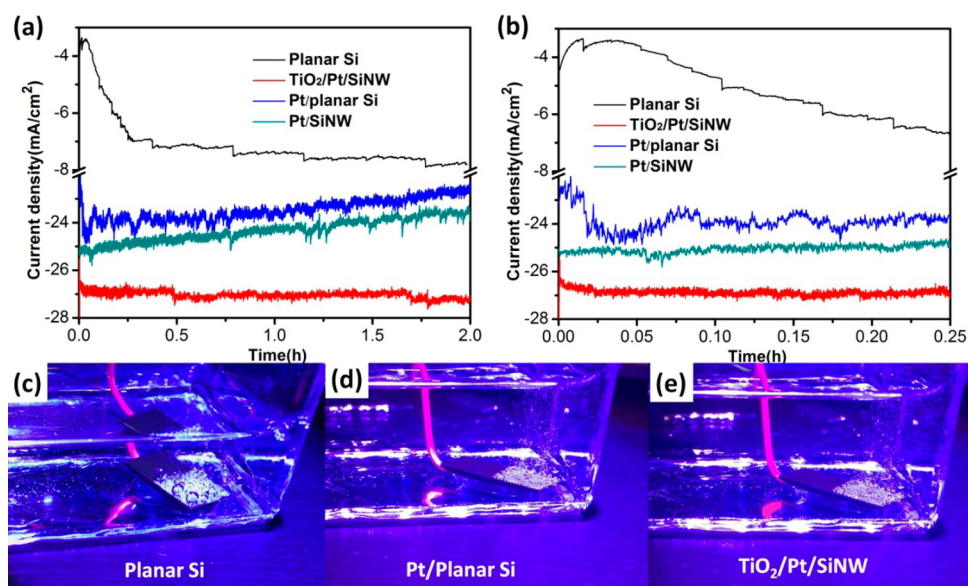 (a)
Current density(mA/cm²)
-4
-6
-8
-24
-26
-28
Planar Si
TiO₂/Pt/SiNW
Pt/planar Si
Pt/SiNW
0.0
0.5
1.0
1.5
2.0
Time(h)
(b)
Current density(mA/cm²)
-4
-6
-8
-24
-26
-28
Planar Si
TiO₂/Pt/SiNW
Pt/planar Si
Pt/SiNW
0.00
0.05
0.10
0.15
0.20
0.25
Time(h)
(c)
Planar Si
(d)
Pt/Planar Si
(e)
TiO₂/Pt/SiNW